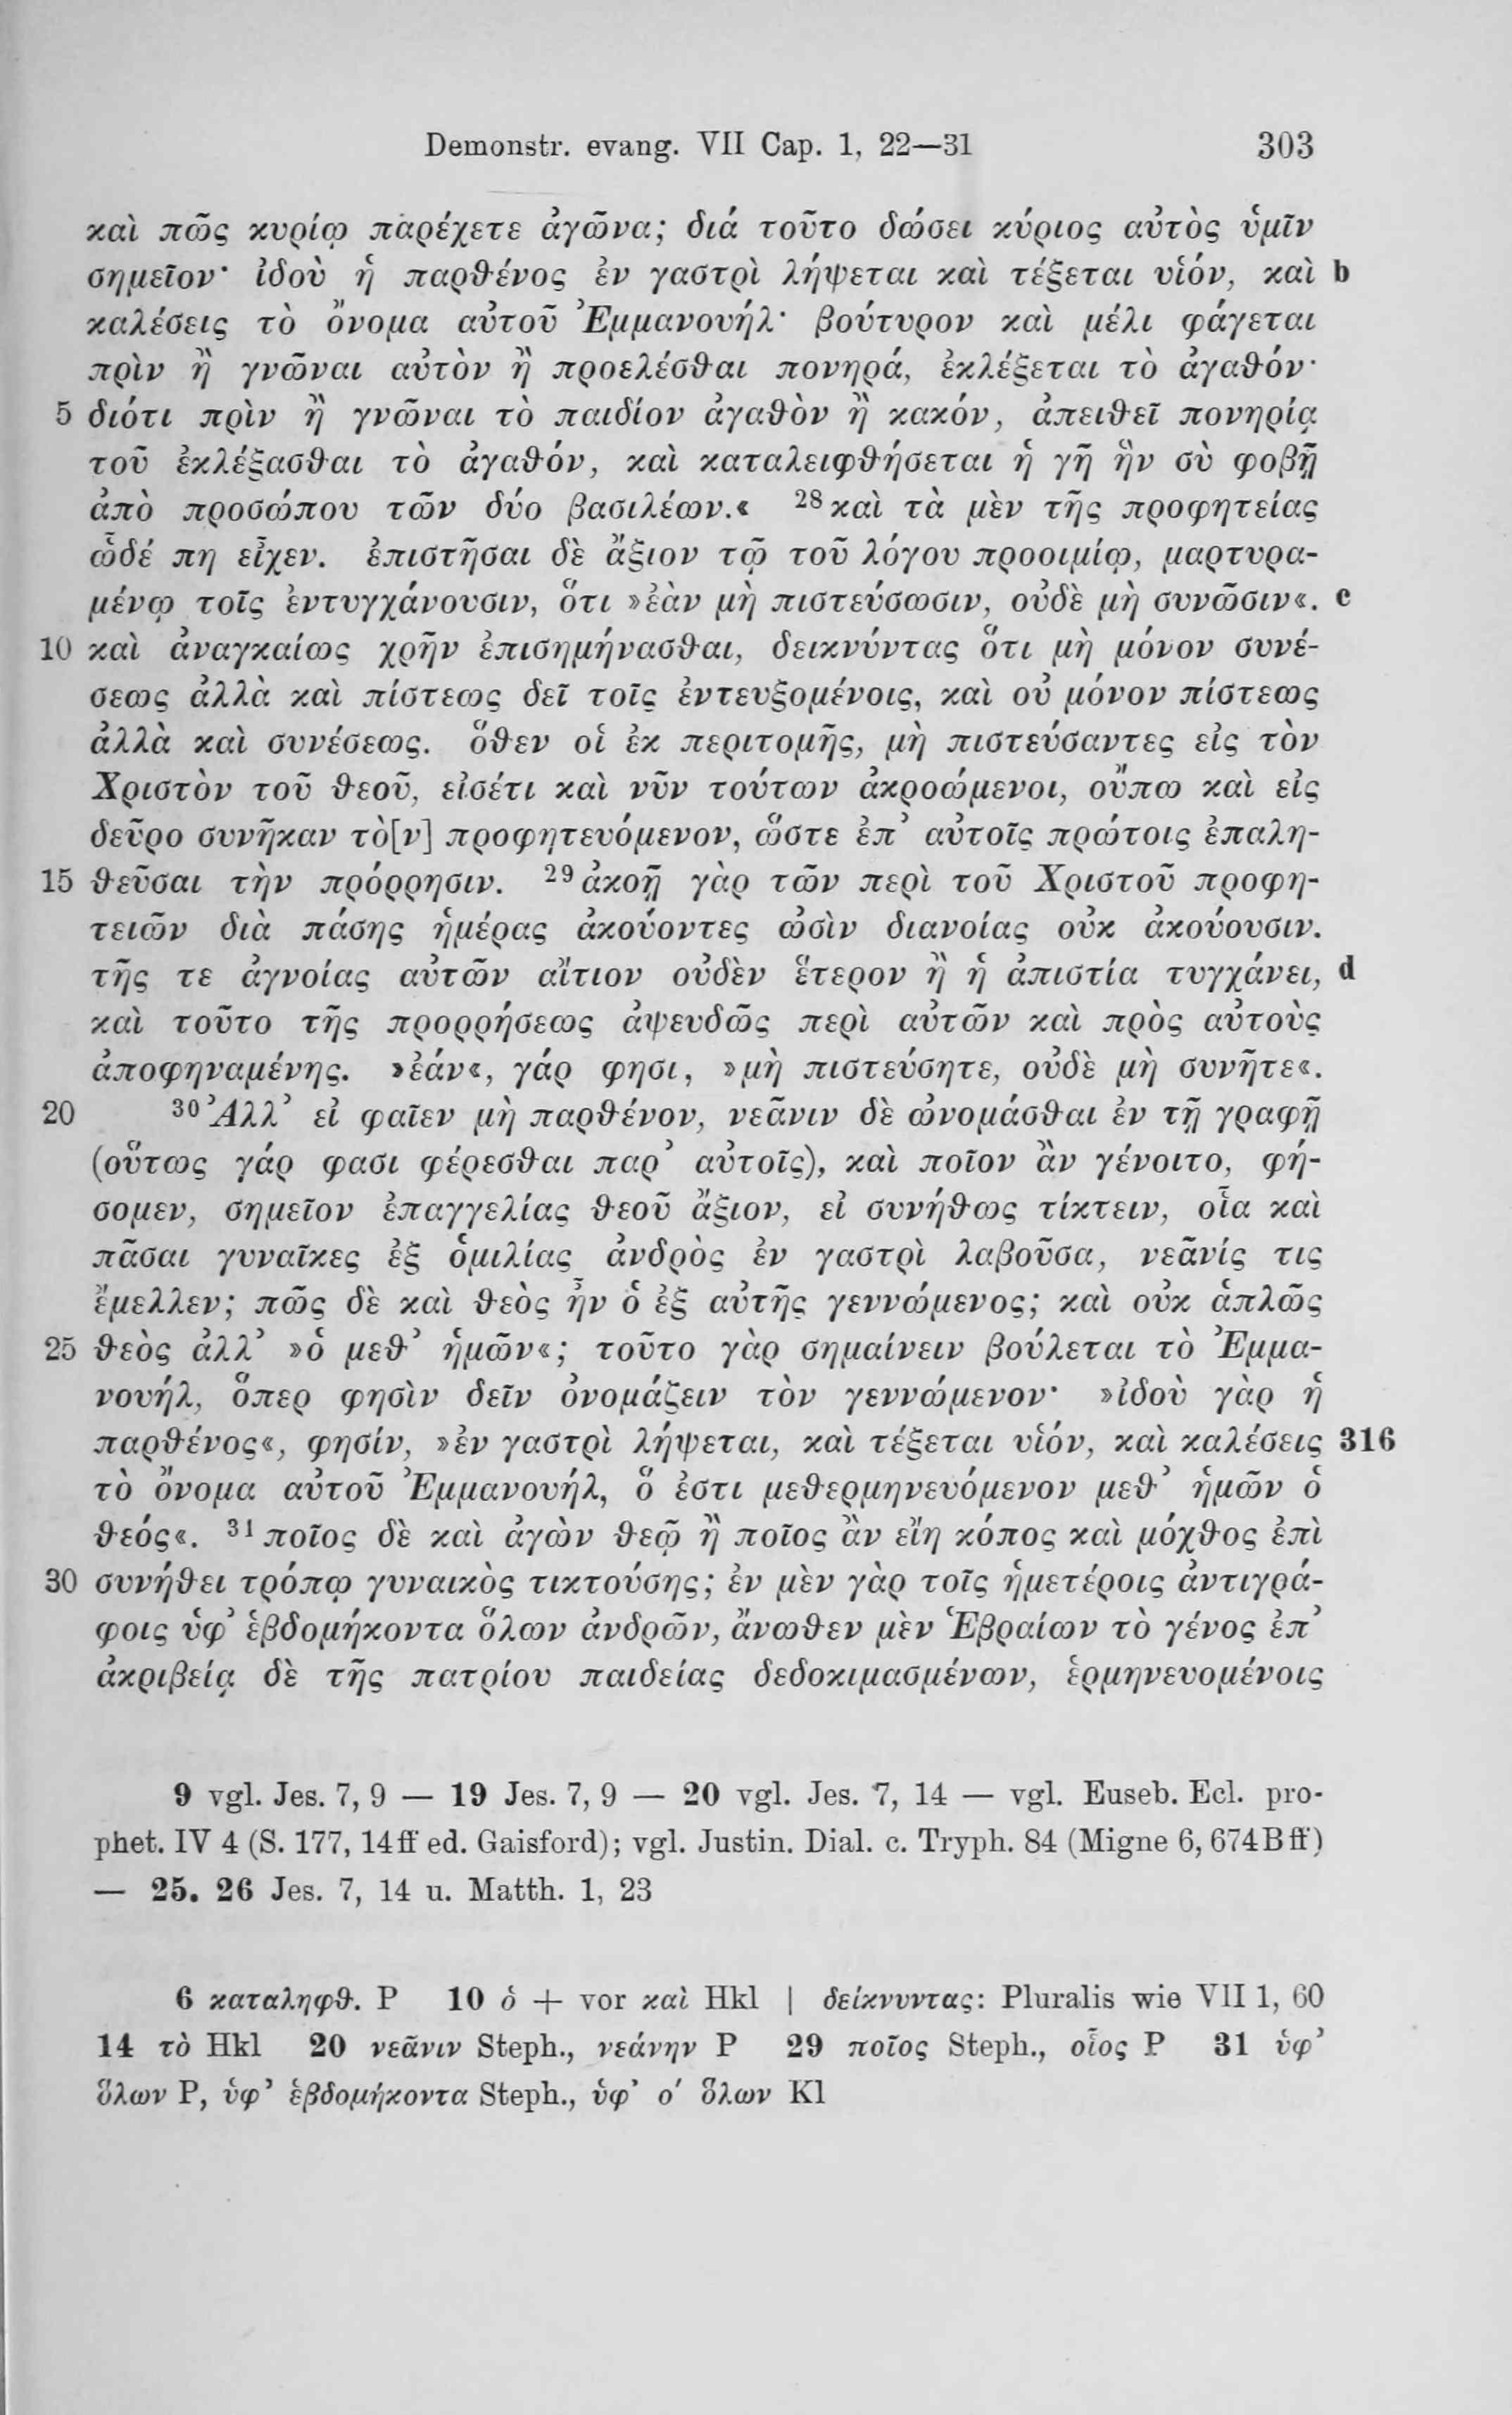 Demonstr. evang. VII Cap. 1, 22—31 303
καὶ πῶς κυρίῳ παρέχετε ἀγῶνα; διά τοῦτο δώσει κύριος αὐτὸς ὑμῖν
σημεῖον· ἰδοὺ ἡ παρθένος ἐν γαστρὶ λήψεται καὶ τέξεται υἱόν, καὶ b
καλέσεις τὸ ὄνομα αὐτοῦ Ἐμμανουήλ· βούτυρον καὶ μέλι φάγεται
πρὶν ἢ γνῶναι αὐτὸν ἢ προελέσθαι πονηρά, ἐκλέξεται τὸ ἀγαθόν·
5 διότι πρὶν ἢ γνῶναι τὸ παιδίον ἀγαθὸν ἢ κακόν, ἀπειθεῖ πονηρίᾳ
τοῦ ἐκλέξασθαι τὸ ἀγαθόν, καὶ καταλειφθήσεται ἡ γῆ ἣν σὺ φοβῇ
ἀπὸ προσώπου τῶν δύο βασιλέων.« 28 καὶ τὰ μὲν τῆς προφητείας
ὧδέ πη εἶχεν. ἐπιστῆσαι δὲ ἄξιον τῷ τοῦ λόγου προοιμίῳ, μαρτυρα-
μένῳ τοῖς ἐντυγχάνουσιν, ὅτι »ἐὰν μὴ πιστεύσωσιν, οὐδὲ μὴ συνῶσιν«. c
10 καὶ ἀναγκαίως χρῆν ἐπισημήνασθαι, δεικνύντας ὅτι μὴ μόνον συνέ-
σεως ἀλλὰ καὶ πίστεως δεῖ τοῖς ἐντευξομένοις, καὶ οὐ μόνον πίστεως
ἀλλὰ καὶ συνέσεως. ὅθεν οἱ ἐκ περιτομῆς, μὴ πιστεύσαντες εἰς τὸν
Χριστὸν τοῦ θεοῦ, εἰσέτι καὶ νῦν τούτων ἀκροώμενοι, οὔπω καὶ εἰς
δεῦρο συνῆκαν τὸ[ν] προφητευόμενον, ὥστε ἐπ’ αὐτοῖς πρώτοις ἐπαλη-
15 θεῦσαι τὴν πρόρρησιν. 29 ἀκοῇ γὰρ τῶν περὶ τοῦ Χριστοῦ προφη-
τειῶν διὰ πάσης ἡμέρας ἀκούοντες ὠσὶν διανοίας οὐκ ἀκούουσιν.
τῆς τε ἀγνοίας αὐτῶν αἴτιον οὐδὲν ἕτερον ἢ ἡ ἀπιστία τυγχάνει, d
καὶ τοῦτο τῆς προρρήσεως ἀψευδῶς περὶ αὐτῶν καὶ πρὸς αὐτοὺς
ἀποφηναμένης. »ἐάν«, γάρ φησι, »μὴ πιστεύσητε, οὐδὲ μὴ συνῆτε«.
20 30 Ἀλλ’ εἰ φαῖεν μὴ παρθένον, νεᾶνιν δὲ ὠνομάσθαι ἐν τῇ γραφῇ
(οὕτως γάρ φασι φέρεσθαι παρ’ αὐτοῖς), καὶ ποῖον ἂν γένοιτο, φή-
σομεν, σημεῖον ἐπαγγελίας θεοῦ ἄξιον, εἰ συνήθως τίκτειν, οἷα καὶ
πᾶσαι γυναῖκες ἐξ ὁμιλίας ἀνδρὸς ἐν γαστρὶ λαβοῦσα, νεᾶνίς τις
ἔμελλεν; πῶς δὲ καὶ θεὸς ἦν ὁ ἐξ αὐτῆς γεννώμενος; καὶ οὐκ ἁπλῶς
25 θεὸς ἀλλ’ »ὁ μεθ’ ἡμῶν«; τοῦτο γὰρ σημαίνειν βούλεται τὸ Ἐμμα-
νουήλ, ὅπερ φησὶν δεῖν ὀνομάζειν τὸν γεννώμενον· »ἰδοὺ γὰρ ἡ
παρθένος«, φησίν, »ἐν γαστρὶ λήψεται, καὶ τέξεται υἱόν, καὶ καλέσεις 316
τὸ ὄνομα αὐτοῦ Ἐμμανουήλ, ὅ ἐστι μεθερμηνευόμενον μεθ’ ἡμῶν ὁ
θεός«. 31 ποῖος δὲ καὶ ἀγὼν θεῷ ἢ ποῖος ἂν εἴη κόπος καὶ μόχθος ἐπὶ
30 συνήθει τρόπῳ γυναικὸς τικτούσης; ἐν μὲν γὰρ τοῖς ἡμετέροις ἀντιγρά-
φοις ὑφ’ ἑβδομήκοντα ὅλων ἀνδρῶν, ἄνωθεν μὲν Ἑβραίων τὸ γένος ἐπ’
ἀκριβείᾳ δὲ τῆς πατρίου παιδείας δεδοκιμασμένων, ἑρμηνευομένοις
9 vgl. Jes. 7, 9 — 19 Jes. 7, 9 — 20 vgl. Jes. 7, 14 — vgl. Euseb. Ecl. pro-
phet. IV 4 (S. 177, 14ff ed. Gaisford); vgl. Justin. Dial. c. Tryph. 84 (Migne 6, 674Bff)
— 25. 26 Jes. 7, 14 u. Matth. 1, 23
6 καταληφθ. P 10 ὁ + vor καὶ Hkl | δείκνυντας: Pluralis wie VII 1, 60
14 τὸ Hkl 20 νεᾶνιν Steph., νεάνην P 29 ποῖος Steph., οἷος P 31 ὑφ’
ὅλων P, ὑφ’ ἑβδομήκοντα Steph., ὑφ’ ο′ ὅλων Kl